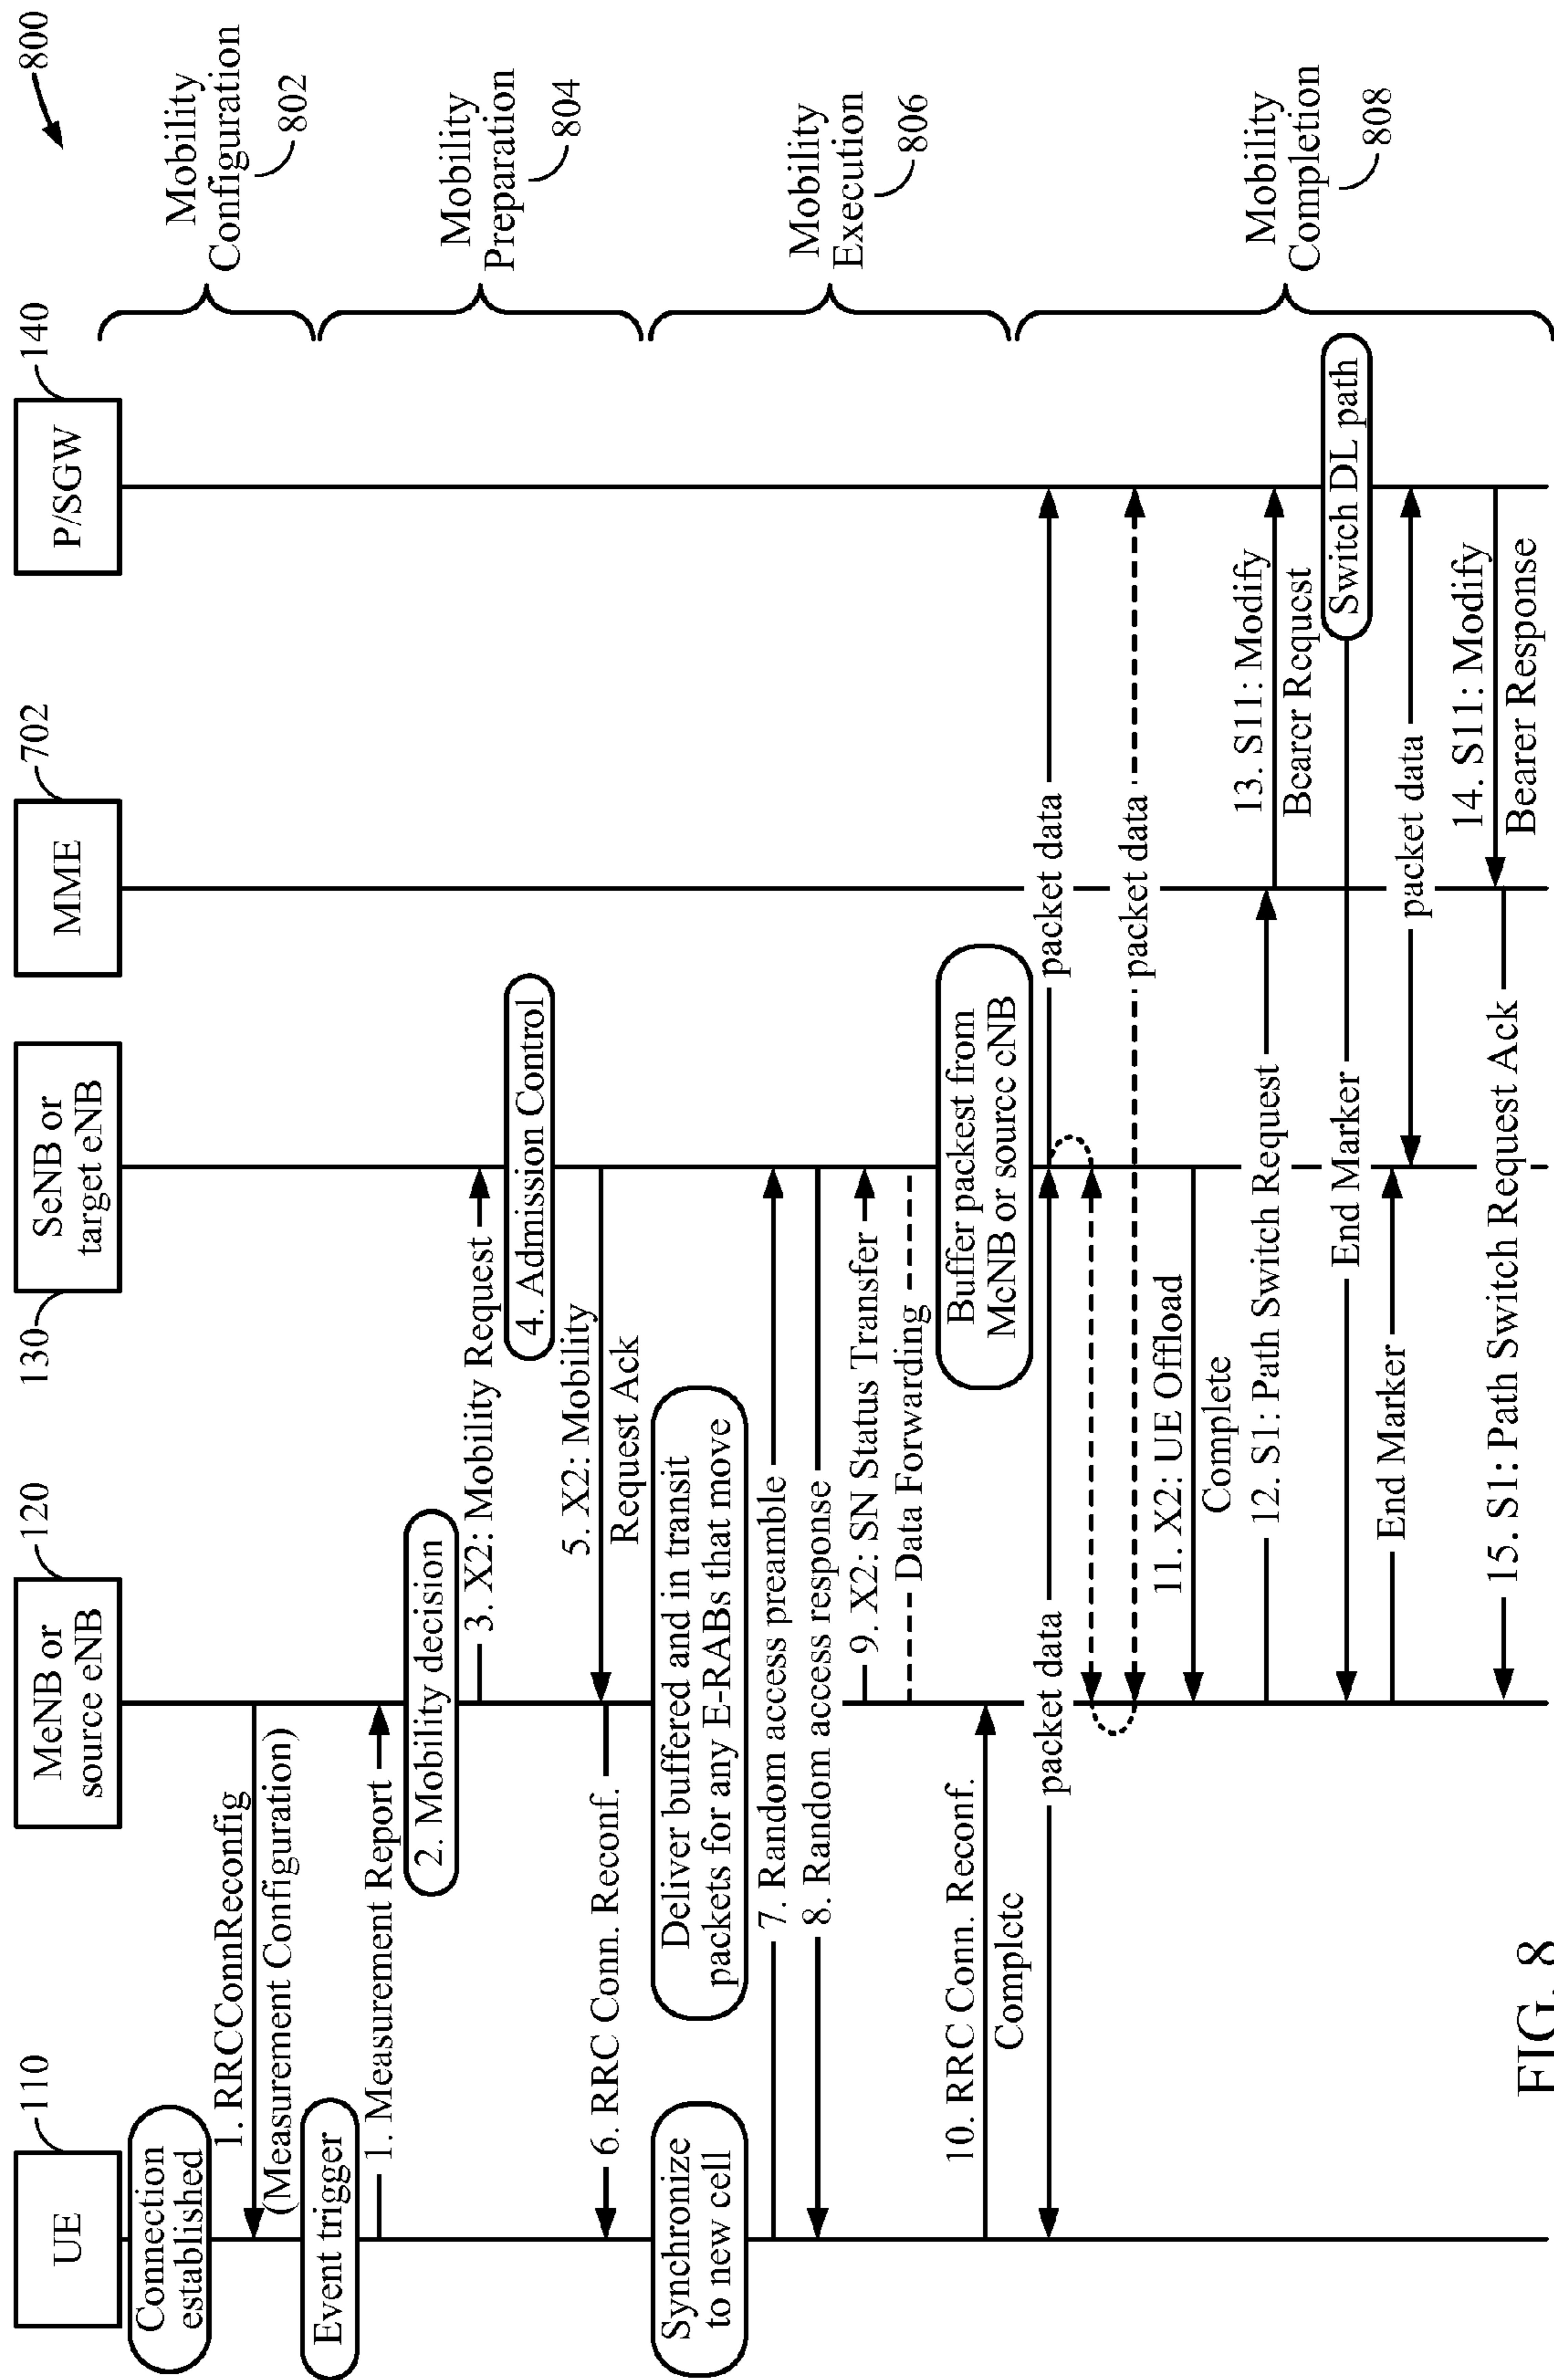 800
UE
110
MeNB or
source eNB
120
SeNB or
target eNB
130
MME
702
P/SGW
140
Connection
established
1. RRCConnReconfig
(Measurement Configuration)
Mobility
Configuration
802
Event trigger
1. Measurement Report
2. Mobility decision
3. X2: Mobility Request
4. Admission Control
5. X2: Mobility
Request Ack
6. RRC Conn. Reconf.
Mobility
Preparation
804
Synchronize
to new cell
Deliver buffered and in transit
packets for any E-RABs that move
7. Random access preamble
8. Random access response
9. X2: SN Status Transfer
Data Forwarding
Buffer packest from
McNB or source cNB
10. RRC Conn. Reconf.
Complctc
Mobility
Execution
806
packet data
packet data
packet data
11. X2: UE Offload
Complete
12. S1: Path Switch Request
13. S11: Modify
Bcarcr Rcqucst
Switch DL path
End Marker
End Marker
packet data
14. S11: Modify
Bearer Response
15. S1: Path Switch Request Ack
Mobility
Completion
808
FIG. 8